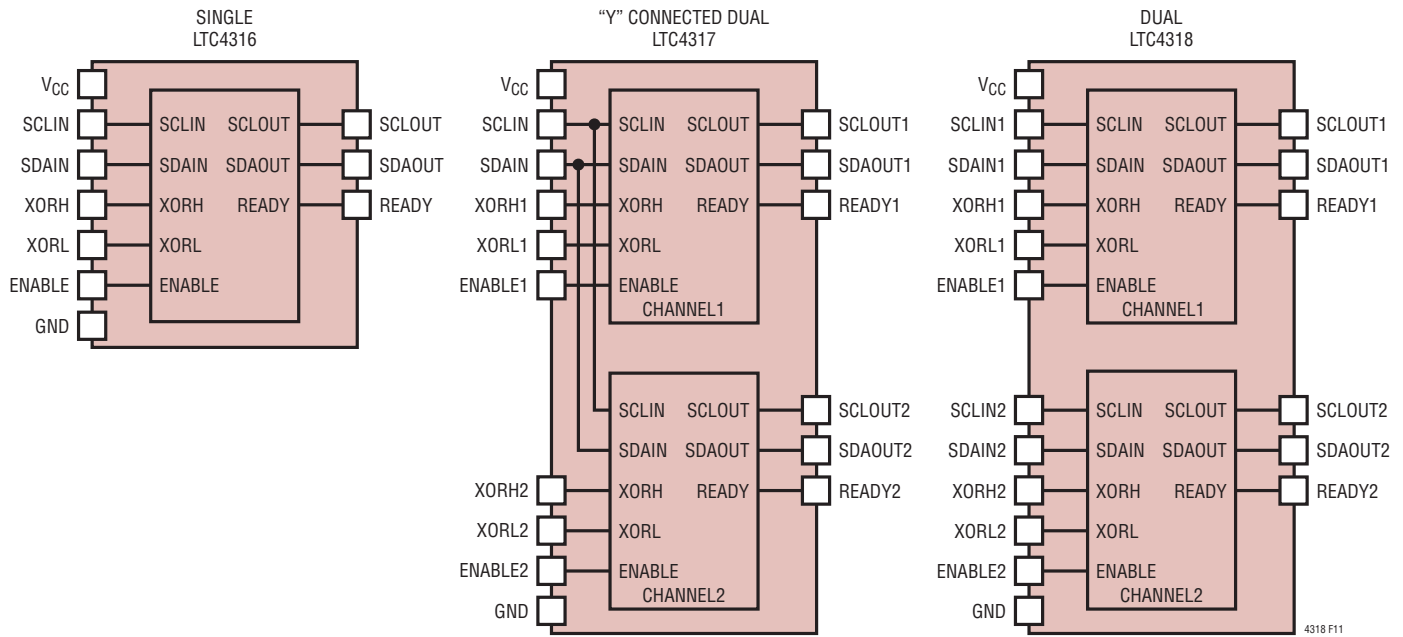 SINGLE
LTC4316
VCC
SCLIN
SDAIN
XORH
XORL
ENABLE
GND
SCLIN SCLOUT
SDAIN SDAOUT
XORH READY
XORL
ENABLE
SCLOUT
SDAOUT
READY
“Y” CONNECTED DUAL
LTC4317
VCC
SCLIN
SDAIN
XORH1
XORL1
ENABLE1
SCLIN SCLOUT
SDAIN SDAOUT
XORH READY
XORL
ENABLE
CHANNEL1
SCLOUT1
SDAOUT1
READY1
XORH2
XORL2
ENABLE2
GND
SCLIN SCLOUT
SDAIN SDAOUT
XORH READY
XORL
ENABLE
CHANNEL2
SCLOUT2
SDAOUT2
READY2
DUAL
LTC4318
VCC
SCLIN1
SDAIN1
XORH1
XORL1
ENABLE1
SCLIN SCLOUT
SDAIN SDAOUT
XORH READY
XORL
ENABLE
CHANNEL1
SCLOUT1
SDAOUT1
READY1
SCLIN2
SDAIN2
XORH2
XORL2
ENABLE2
GND
SCLIN SCLOUT
SDAIN SDAOUT
XORH READY
XORL
ENABLE
CHANNEL2
SCLOUT2
SDAOUT2
READY2
4318 F11